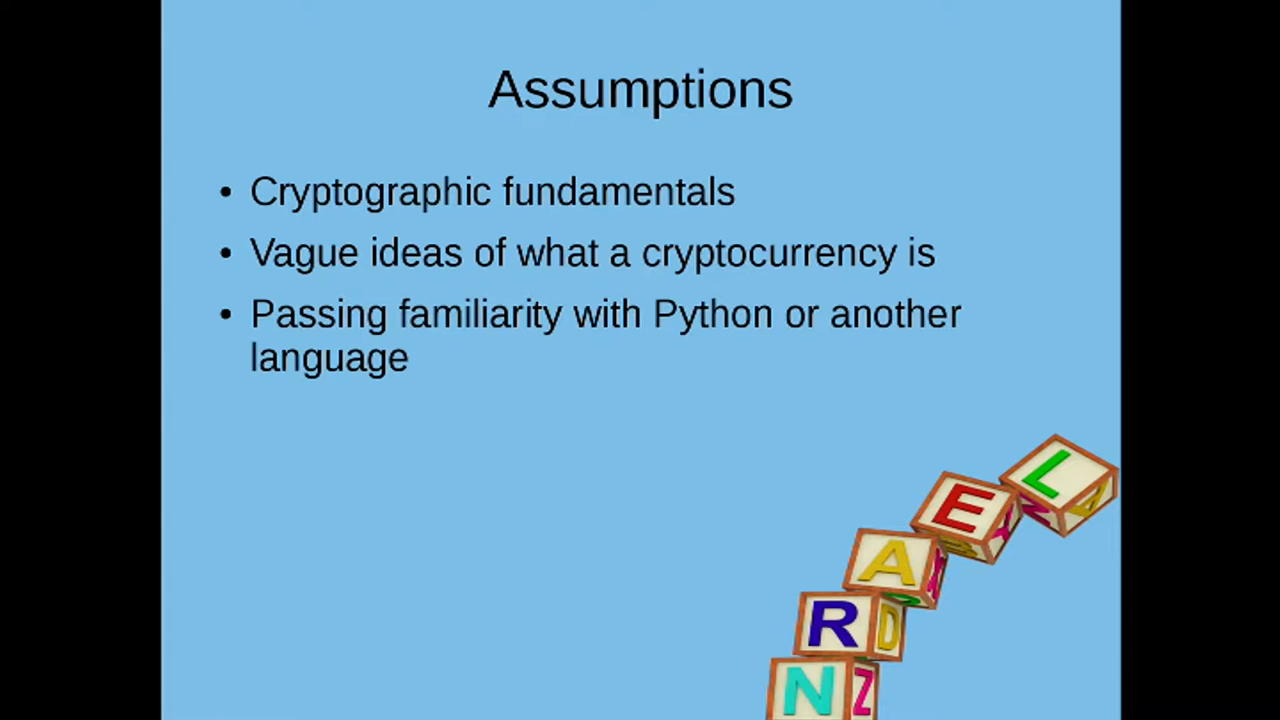 Assumptions
• Cryptographic fundamentals
• Vague ideas of what a cryptocurrency is
• Passing familiarity with Python or another
language
L
E
A
R D
N Z